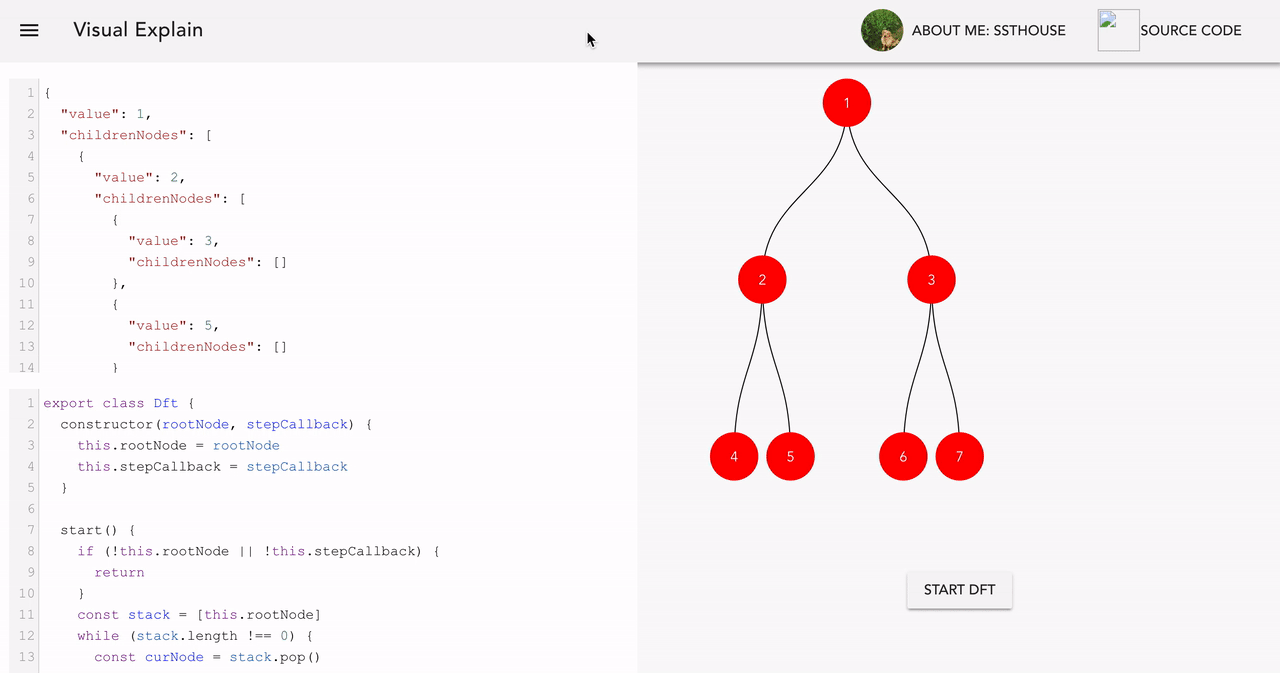 Visual Explain
ABOUT ME: SSTHOUSE
SOURCE CODE
1 {
2 "value": 1,
3 "childrenNodes": [
4 {
5 "value": 2,
6 "childrenNodes": [
7 {
8 "value": 3,
9 "childrenNodes": []
10 },
11 {
12 "value": 5,
13 "childrenNodes": []
14 }
1 export class Dft {
2 constructor(rootNode, stepCallback) {
3 this.rootNode = rootNode
4 this.stepCallback = stepCallback
5 }
6
7 start() {
8 if (!this.rootNode || !this.stepCallback) {
9 return
10 }
11 const stack = [this.rootNode]
12 while (stack.length !== 0) {
13 const curNode = stack.pop()
1
2 3
4 5 6 7
START DFT